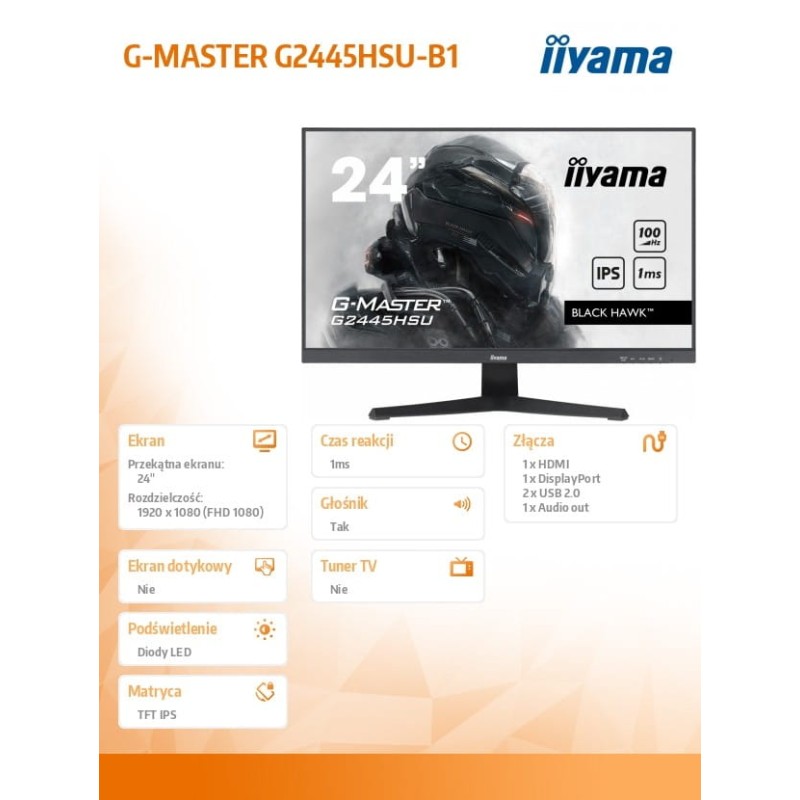 G-MASTER G2445HSU-B1
iiyama
24”
iiyama
100
Hz
IPS
1ms
G-MASTER™
G2445HSU
BLACK HAWK™
iiyama
Ekran
Przekątna ekranu:
24"
Rozdzielczość:
1920 x 1080 (FHD 1080)
Ekran dotykowy
Nie
Podświetlenie
Diody LED
Matryca
TFT IPS
Czas reakcji
1ms
Głośnik
Tak
Tuner TV
Nie
Złącza
1 x HDMI
1 x DisplayPort
2 x USB 2.0
1 x Audio out